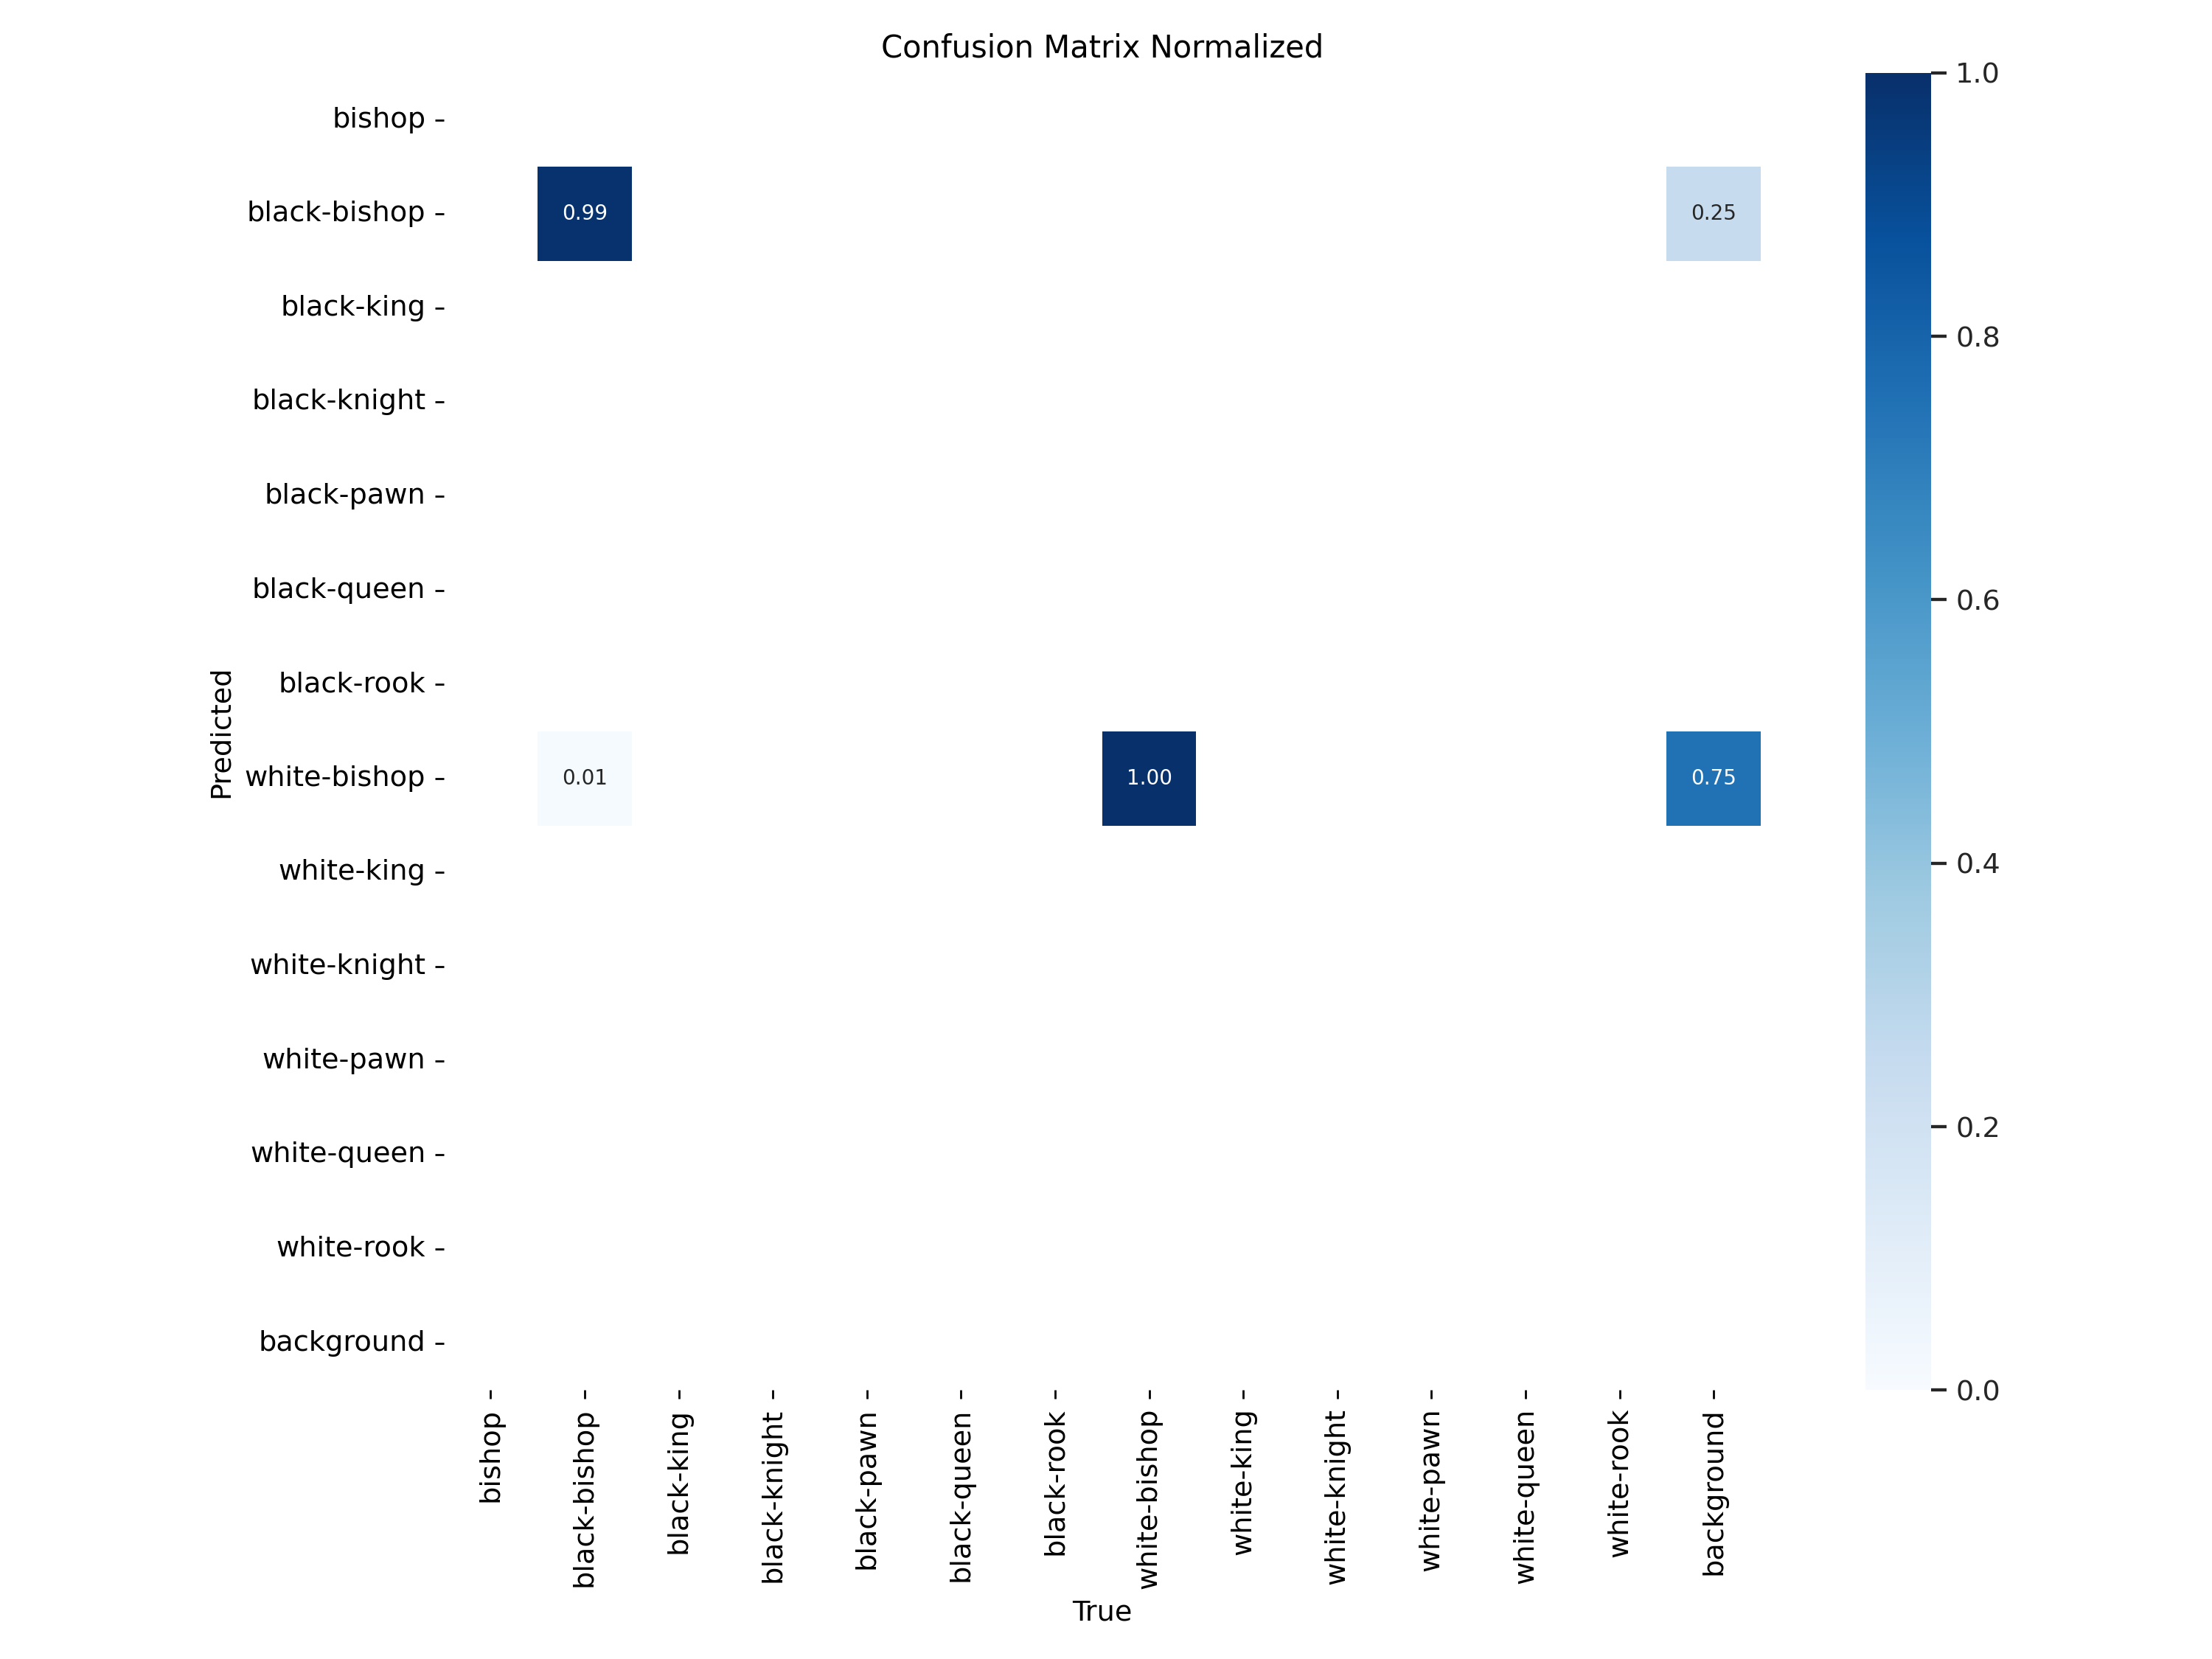 Confusion Matrix Normalized
bishop
black-bishop
black-king
black-knight
black-pawn
black-queen
black-rook
white-bishop
white-king
white-knight
white-pawn
white-queen
white-rook
background
Predicted
0.99
0.25
0.01
1.00
0.75
bishop
black-bishop
black-king
black-knight
black-pawn
black-queen
black-rook
white-bishop
white-king
white-knight
white-pawn
white-queen
white-rook
background
True
1.0
0.8
0.6
0.4
0.2
0.0